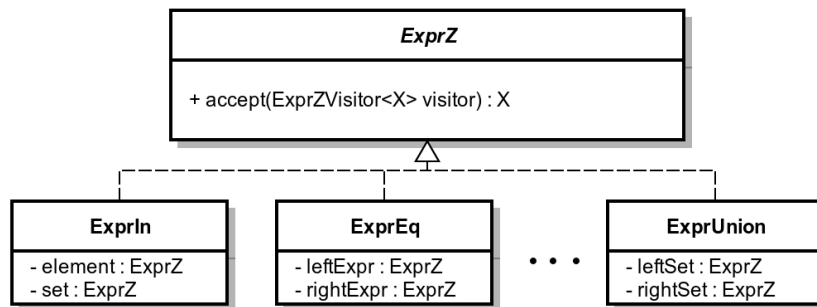 ExprZ
+ accept(ExprZVisitor<X> visitor) : X
ExprIn
- element : ExprZ
- set : ExprZ
ExprEq
- leftExpr : ExprZ
- rightExpr : ExprZ
• • •
ExprUnion
- leftSet : ExprZ
- rightSet : ExprZ